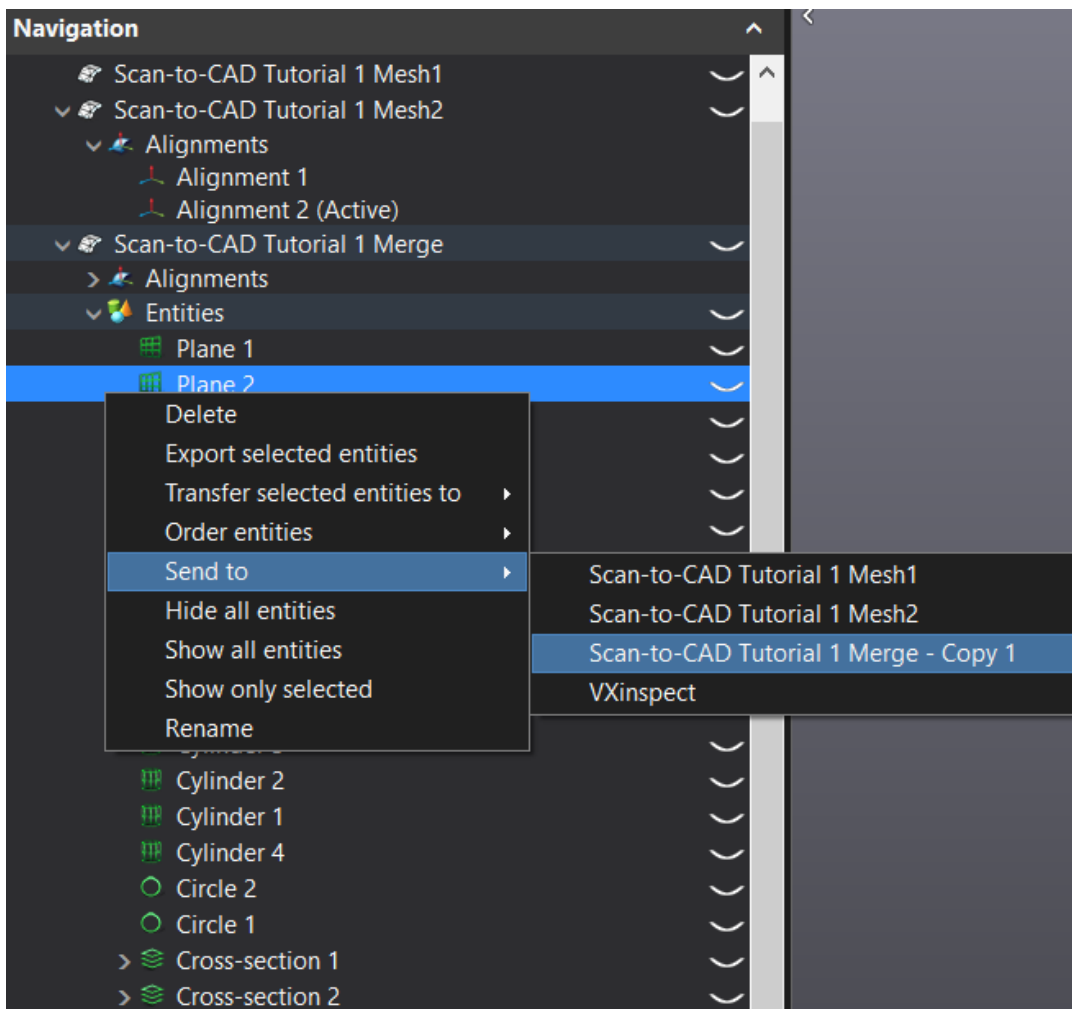 Navigation
Scan-to-CAD Tutorial 1 Mesh1
Scan-to-CAD Tutorial 1 Mesh2
Alignments
Alignment 1
Alignment 2 (Active)
Scan-to-CAD Tutorial 1 Merge
Alignments
Entities
Plane 1
Plane 2
Delete
Export selected entities
Transfer selected entities to
Order entities
Send to
Scan-to-CAD Tutorial 1 Mesh1
Scan-to-CAD Tutorial 1 Mesh2
Scan-to-CAD Tutorial 1 Merge - Copy 1
VXinspect
Hide all entities
Show all entities
Show only selected
Rename
Cylinder 2
Cylinder 1
Cylinder 4
Circle 2
Circle 1
Cross-section 1
Cross-section 2